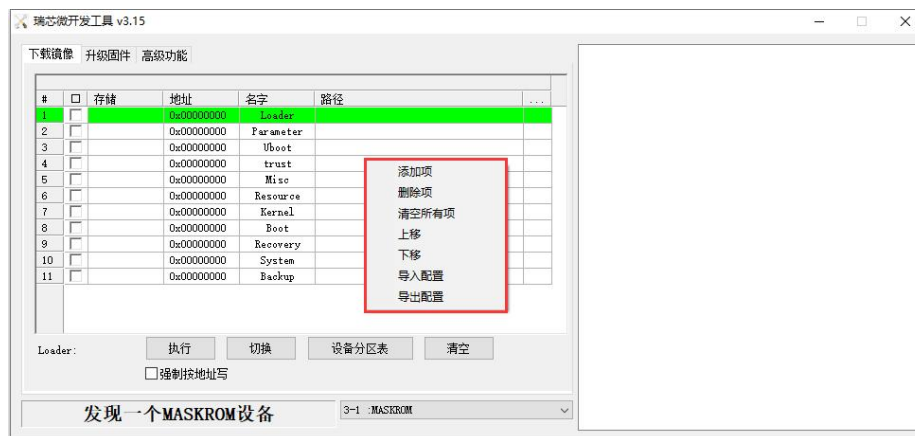 瑞芯微开发工具 v3.15
下载镜像 升级固件 高级功能
# 存储 地址 名字 路径 ...
1 0x00000000 Loader
2 0x00000000 Parameter
3 0x00000000 Uboot
4 0x00000000 trust
5 0x00000000 Misc
6 0x00000000 Resource
7 0x00000000 Kernel
8 0x00000000 Boot
9 0x00000000 Recovery
10 0x00000000 System
11 0x00000000 Backup
添加项
删除项
清空所有项
上移
下移
导入配置
导出配置
Loader: 执行 切换 设备分区表 清空
强制按地址写
发现一个MASKROM设备 3-1 :MASKROM